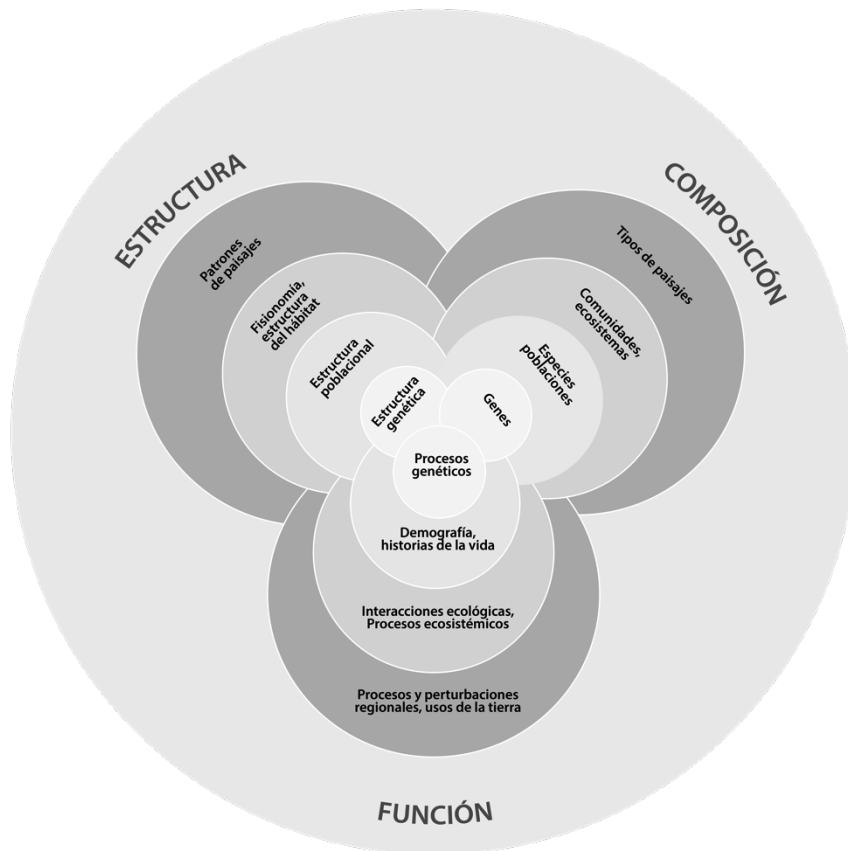 ESTRUCTURA
Patrones
de paisajes
Fisionomía,
estructura
del hábitat
Estructura
poblacional
Estructura
genética
COMPOSICIÓN
Tipos de paisajes
Comunidades,
ecosistemas
Especies
poblaciones
Genes
Procesos
genéticos
Demografía,
historias de la vida
Interacciones ecológicas,
Procesos ecosistémicos
Procesos y perturbaciones
regionales, usos de la tierra
FUNCIÓN